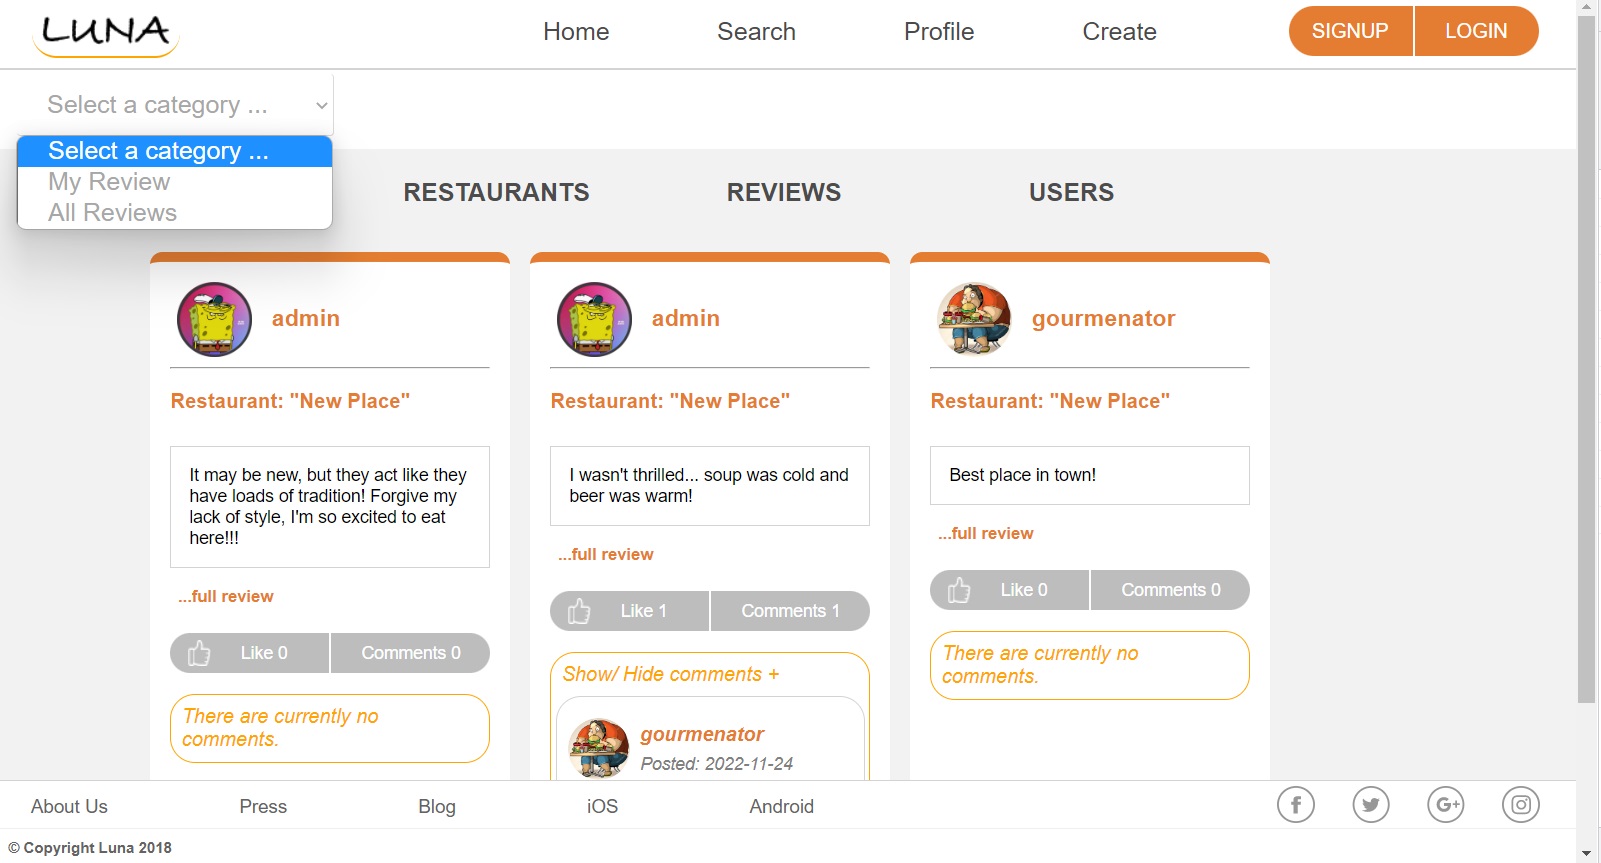 LUNA
Home Search Profile Create SIGNUP LOGIN
Select a category ...
Select a category ...
My Review
All Reviews
RESTAURANTS REVIEWS USERS
admin
Restaurant: "New Place"
It may be new, but they act like they
have loads of tradition! Forgive my
lack of style, I'm so excited to eat
here!!!
...full review
Like 0 Comments 0
There are currently no
comments.
admin
Restaurant: "New Place"
I wasn't thrilled... soup was cold and
beer was warm!
...full review
Like 1 Comments 1
Show/ Hide comments +
gourmenator
Posted: 2022-11-24
gourmenator
Restaurant: "New Place"
Best place in town!
...full review
Like 0 Comments 0
There are currently no
comments.
About Us Press Blog iOS Android
© Copyright Luna 2018